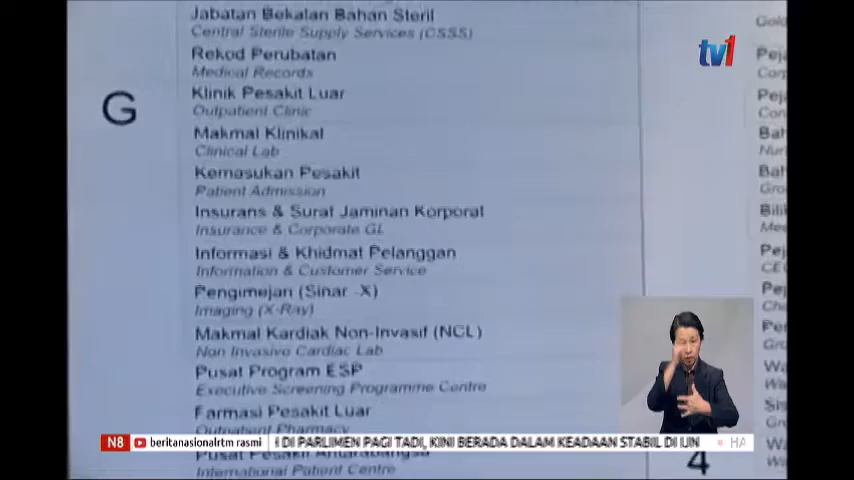 Jabatan Bekalan Bahan Steril
Central Sterile Supply Services (CSSS)
Rekod Perubatan
Medical Records
G
Klinik Pesakit Luar
Outpatient Clinic
Makmal Klinikal
Clinical Lab
Kemasukan Pesakit
Patient Admission
Insurans & Surat Jaminan Korporat
Insurance & Corporate GL
Informasi & Khidmat Pelanggan
Information & Customer Service
Pengimejan (Sinar -X)
Imaging (X-Ray)
Makmal Kardiak Non-Invasif (NCL)
Non Invasive Cardiac Lab
Pusat Program ESP
Executive Screening Programme Centre
Farmasi Pesakit Luar
Outpatient Pharmacy
Pusat Pesakit Antarabangsa
International Patient Centre
4
tv1
N8 beritanasionalrtm rasmi DI PARLIMEN PAGI TADI, KINI BERADA DALAM KEADAAN STABIL DI IJN HA